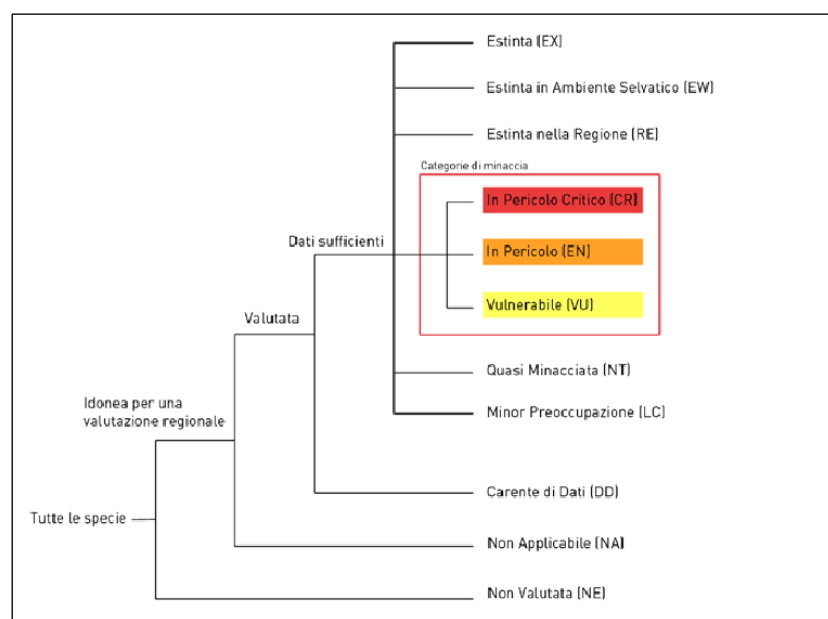 Estinta (EX)
Estinta in Ambiente Selvatico (EW)
Estinta nella Regione (RE)
Categorie di minaccia
In Pericolo Critico (CR)
Dati sufficienti
In Pericolo (EN)
Vulnerabile (VU)
Valutata
Quasi Minacciata (NT)
Idonea per una
valutazione regionale
Minor Preoccupazione (LC)
Carente di Dati (DD)
Tutte le specie
Non Applicabile (NA)
Non Valutata (NE)